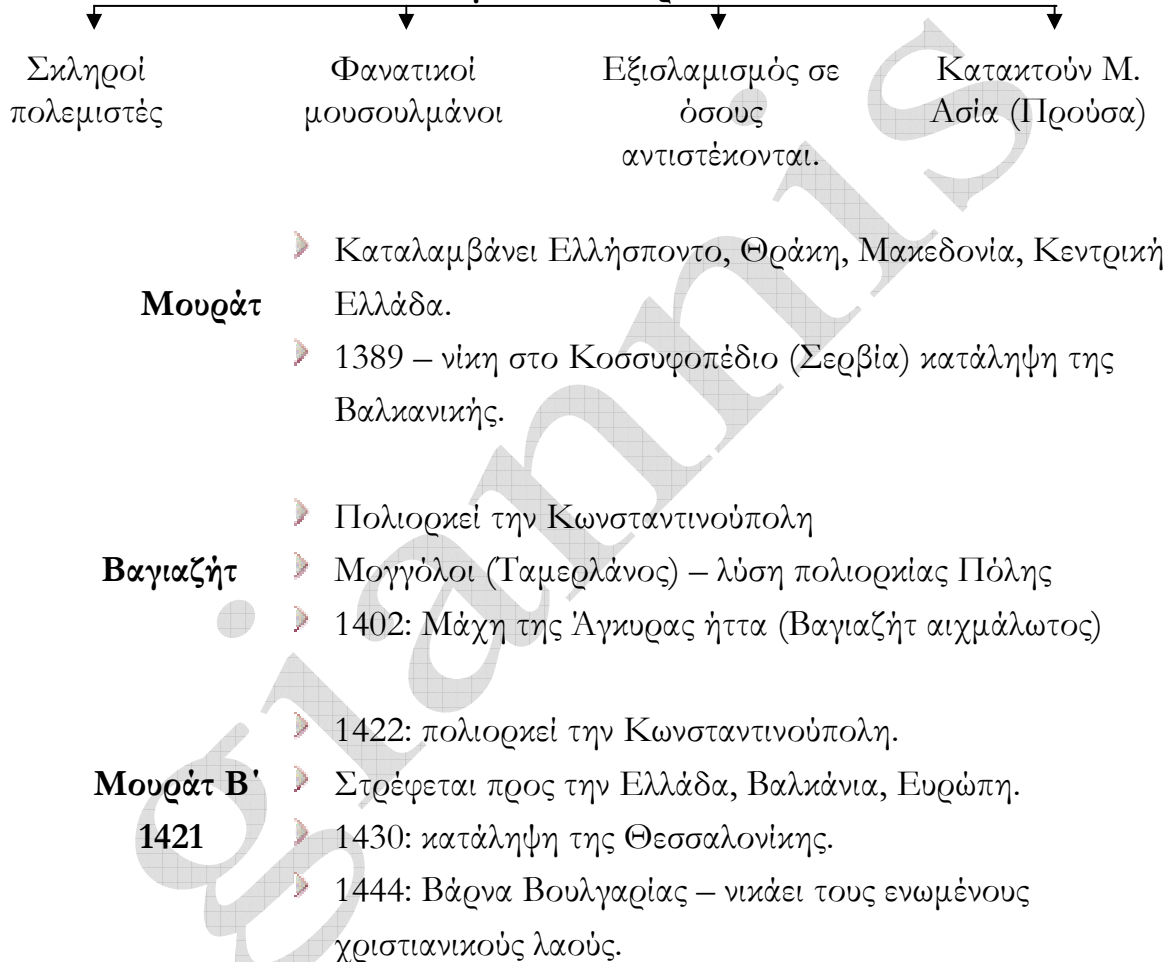 Σκληροί
πολεμιστές
Φανατικοί
μουσουλμάνοι
Εξισλαμισμός σε
όσους
αντιστέκονται.
Κατακτούν Μ.
Ασία (Προύσα)
Μουράτ
Καταλαμβάνει Ελλήσποντο, Θράκη, Μακεδονία, Κεντρική
Ελλάδα.
1389 – νίκη στο Κοσσυφοπέδιο (Σερβία) κατάληψη της
Βαλκανικής.
Βαγιαζήτ
Πολιορκεί την Κωνσταντινούπολη
Μογγόλοι (Ταμερλάνος) – λύση πολιορκίας Πόλης
1402: Μάχη της Άγκυρας ήττα (Βαγιαζήτ αιχμάλωτος)
Μουράτ Β΄
1421
1422: πολιορκεί την Κωνσταντινούπολη.
Στρέφεται προς την Ελλάδα, Βαλκάνια, Ευρώπη.
1430: κατάληψη της Θεσσαλονίκης.
1444: Βάρνα Βουλγαρίας – νικάει τους ενωμένους
χριστιανικούς λαούς.
giannis